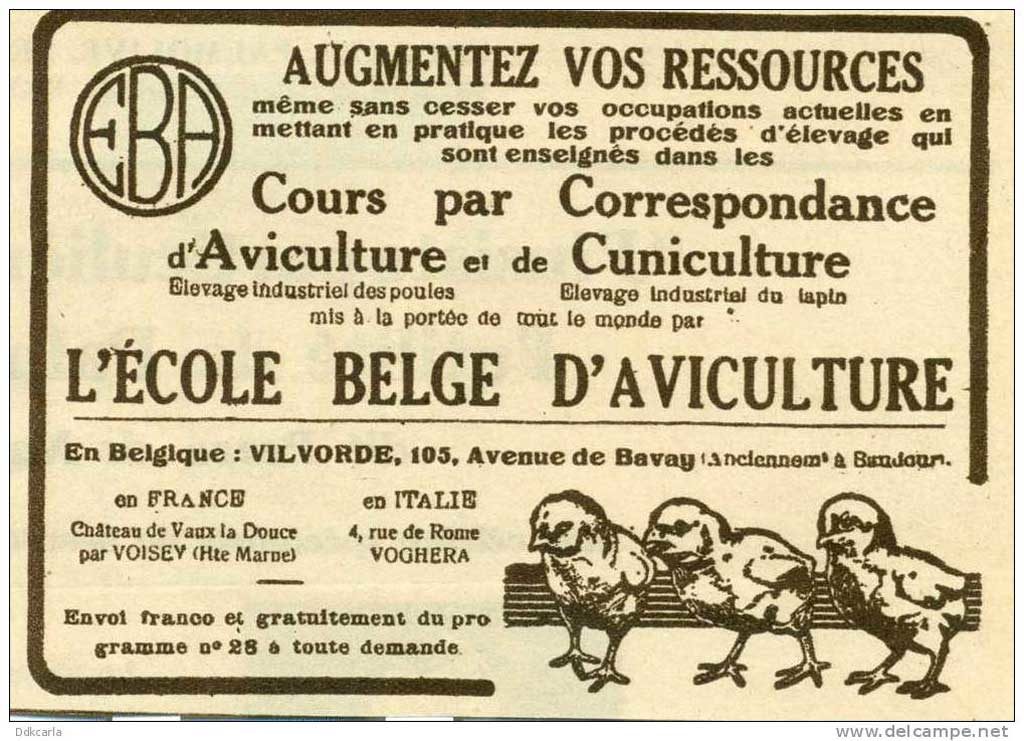 EBA
AUGMENTEZ VOS RESSOURCES
même sans cesser vos occupations actuelles en
mettant en pratique les procédés d'élevage qui
sont enseignés dans les
Cours par Correspondance
d'Aviculture et de Cuniculture
Elevage industriel des poules Elevage industriel du lapin
mis à la portée de tout le monde par
L'ÉCOLE BELGE D'AVICULTURE
En Belgique : VILVORDE, 105, Avenue de Bavay (Anciennemt à Baudour.
en FRANCE
Château de Vaux la Douce
par VOISEY (Hte Marne)
en ITALIE
4, rue de Rome
VOGHERA
Envoi franco et gratuitement du pro
gramme no 28 à toute demande.
Ddkcarla
delcampe.net